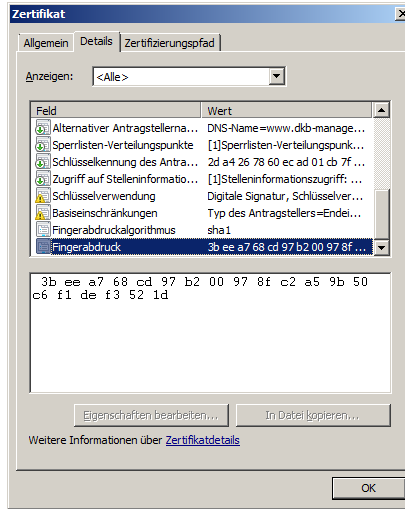 Zertifikat
Allgemein Details Zertifizierungspfad
Anzeigen: <Alle>
Feld Wert
Alternativer Antragstellerna... DNS-Name=www.dkb-manage...
Sperrlisten-Verteilungspunkte [1]Sperrlisten-Verteilungspunk...
Schlüsselkennung des Antra... 2d a4 26 78 60 ec ad 01 cb 7f ...
Zugriff auf Stelleninformatio... [1]Stelleninformationszugriff: ...
Schlüsselverwendung Digitale Signatur, Schlüsselver...
Basiseinschränkungen Typ des Antragstellers=Endei...
Fingerabdruckalgorithmus sha1
Fingerabdruck 3b ee a7 68 cd 97 b2 00 97 8f ...
3b ee a7 68 cd 97 b2 00 97 8f c2 a5 9b 50
c6 f1 de f3 52 1d
Eigenschaften bearbeiten... In Datei kopieren...
Weitere Informationen über Zertifikatdetails
OK